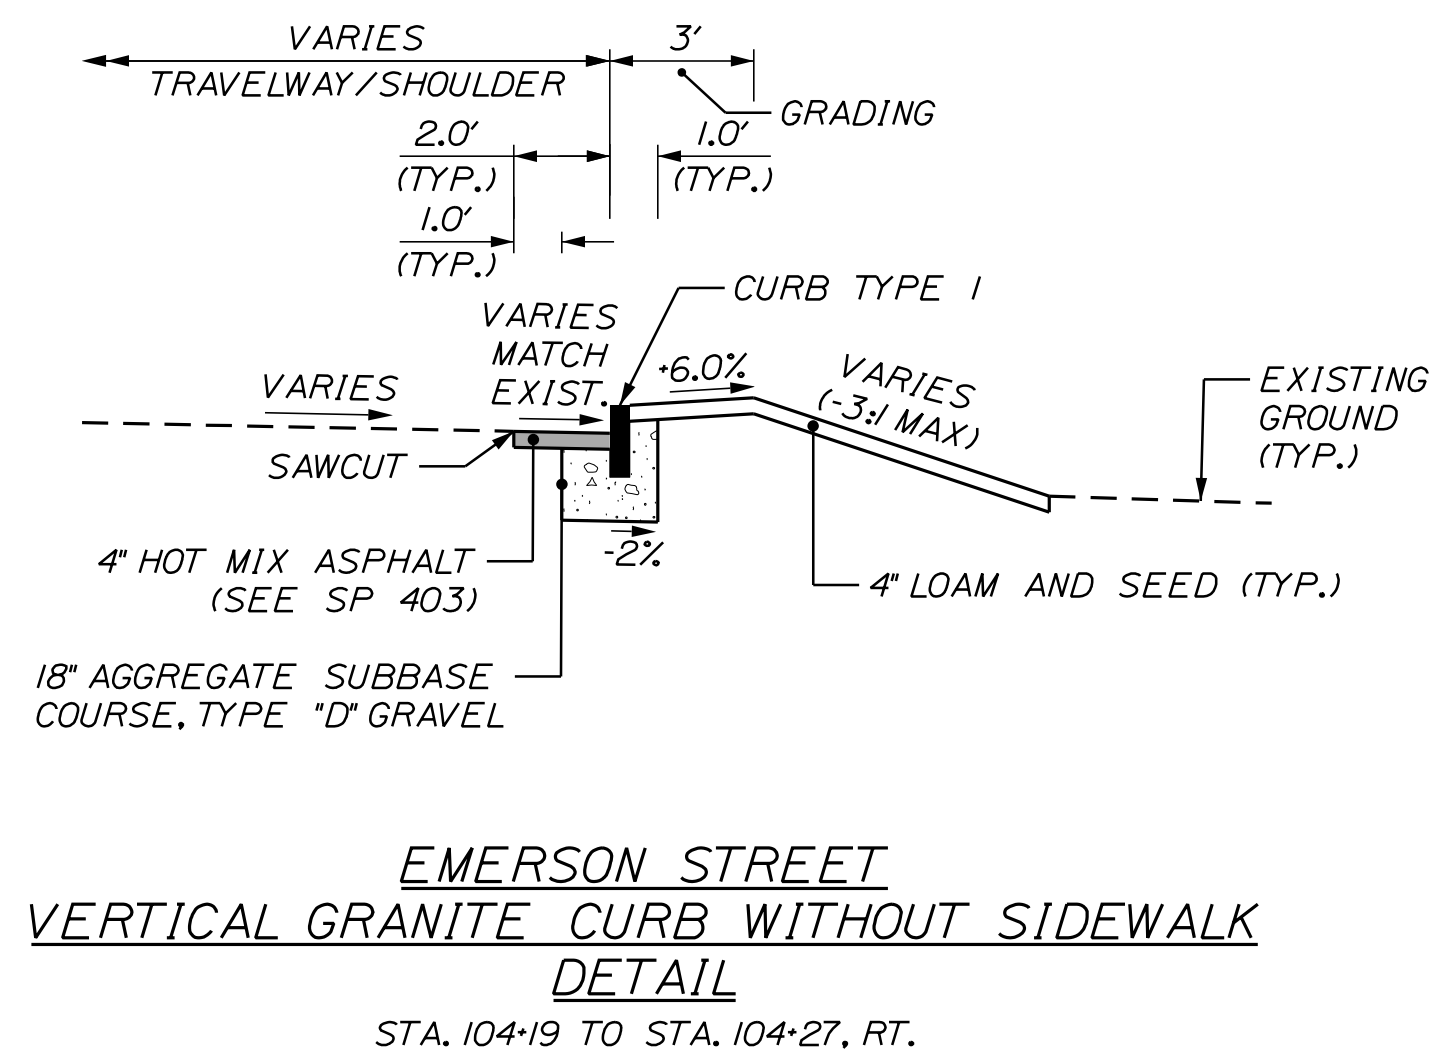 VARIES
TRAVELWAY/SHOULDER
3'
GRADING
2.0'
(TYP.)
1.0'
(TYP.)
1.0'
(TYP.)
CURB TYPE 1
VARIES
MATCH
EXIST.
VARIES
+6.0%
VARIES
(-3:1 MAX)
EXISTING
GROUND
(TYP.)
SAWCUT
-2%
4" HOT MIX ASPHALT
(SEE SP 403)
4" LOAM AND SEED (TYP.)
18" AGGREGATE SUBBASE
COURSE, TYPE "D" GRAVEL
EMERSON STREET
VERTICAL GRANITE CURB WITHOUT SIDEWALK
DETAIL
STA. 104+19 TO STA. 104+27, RT.